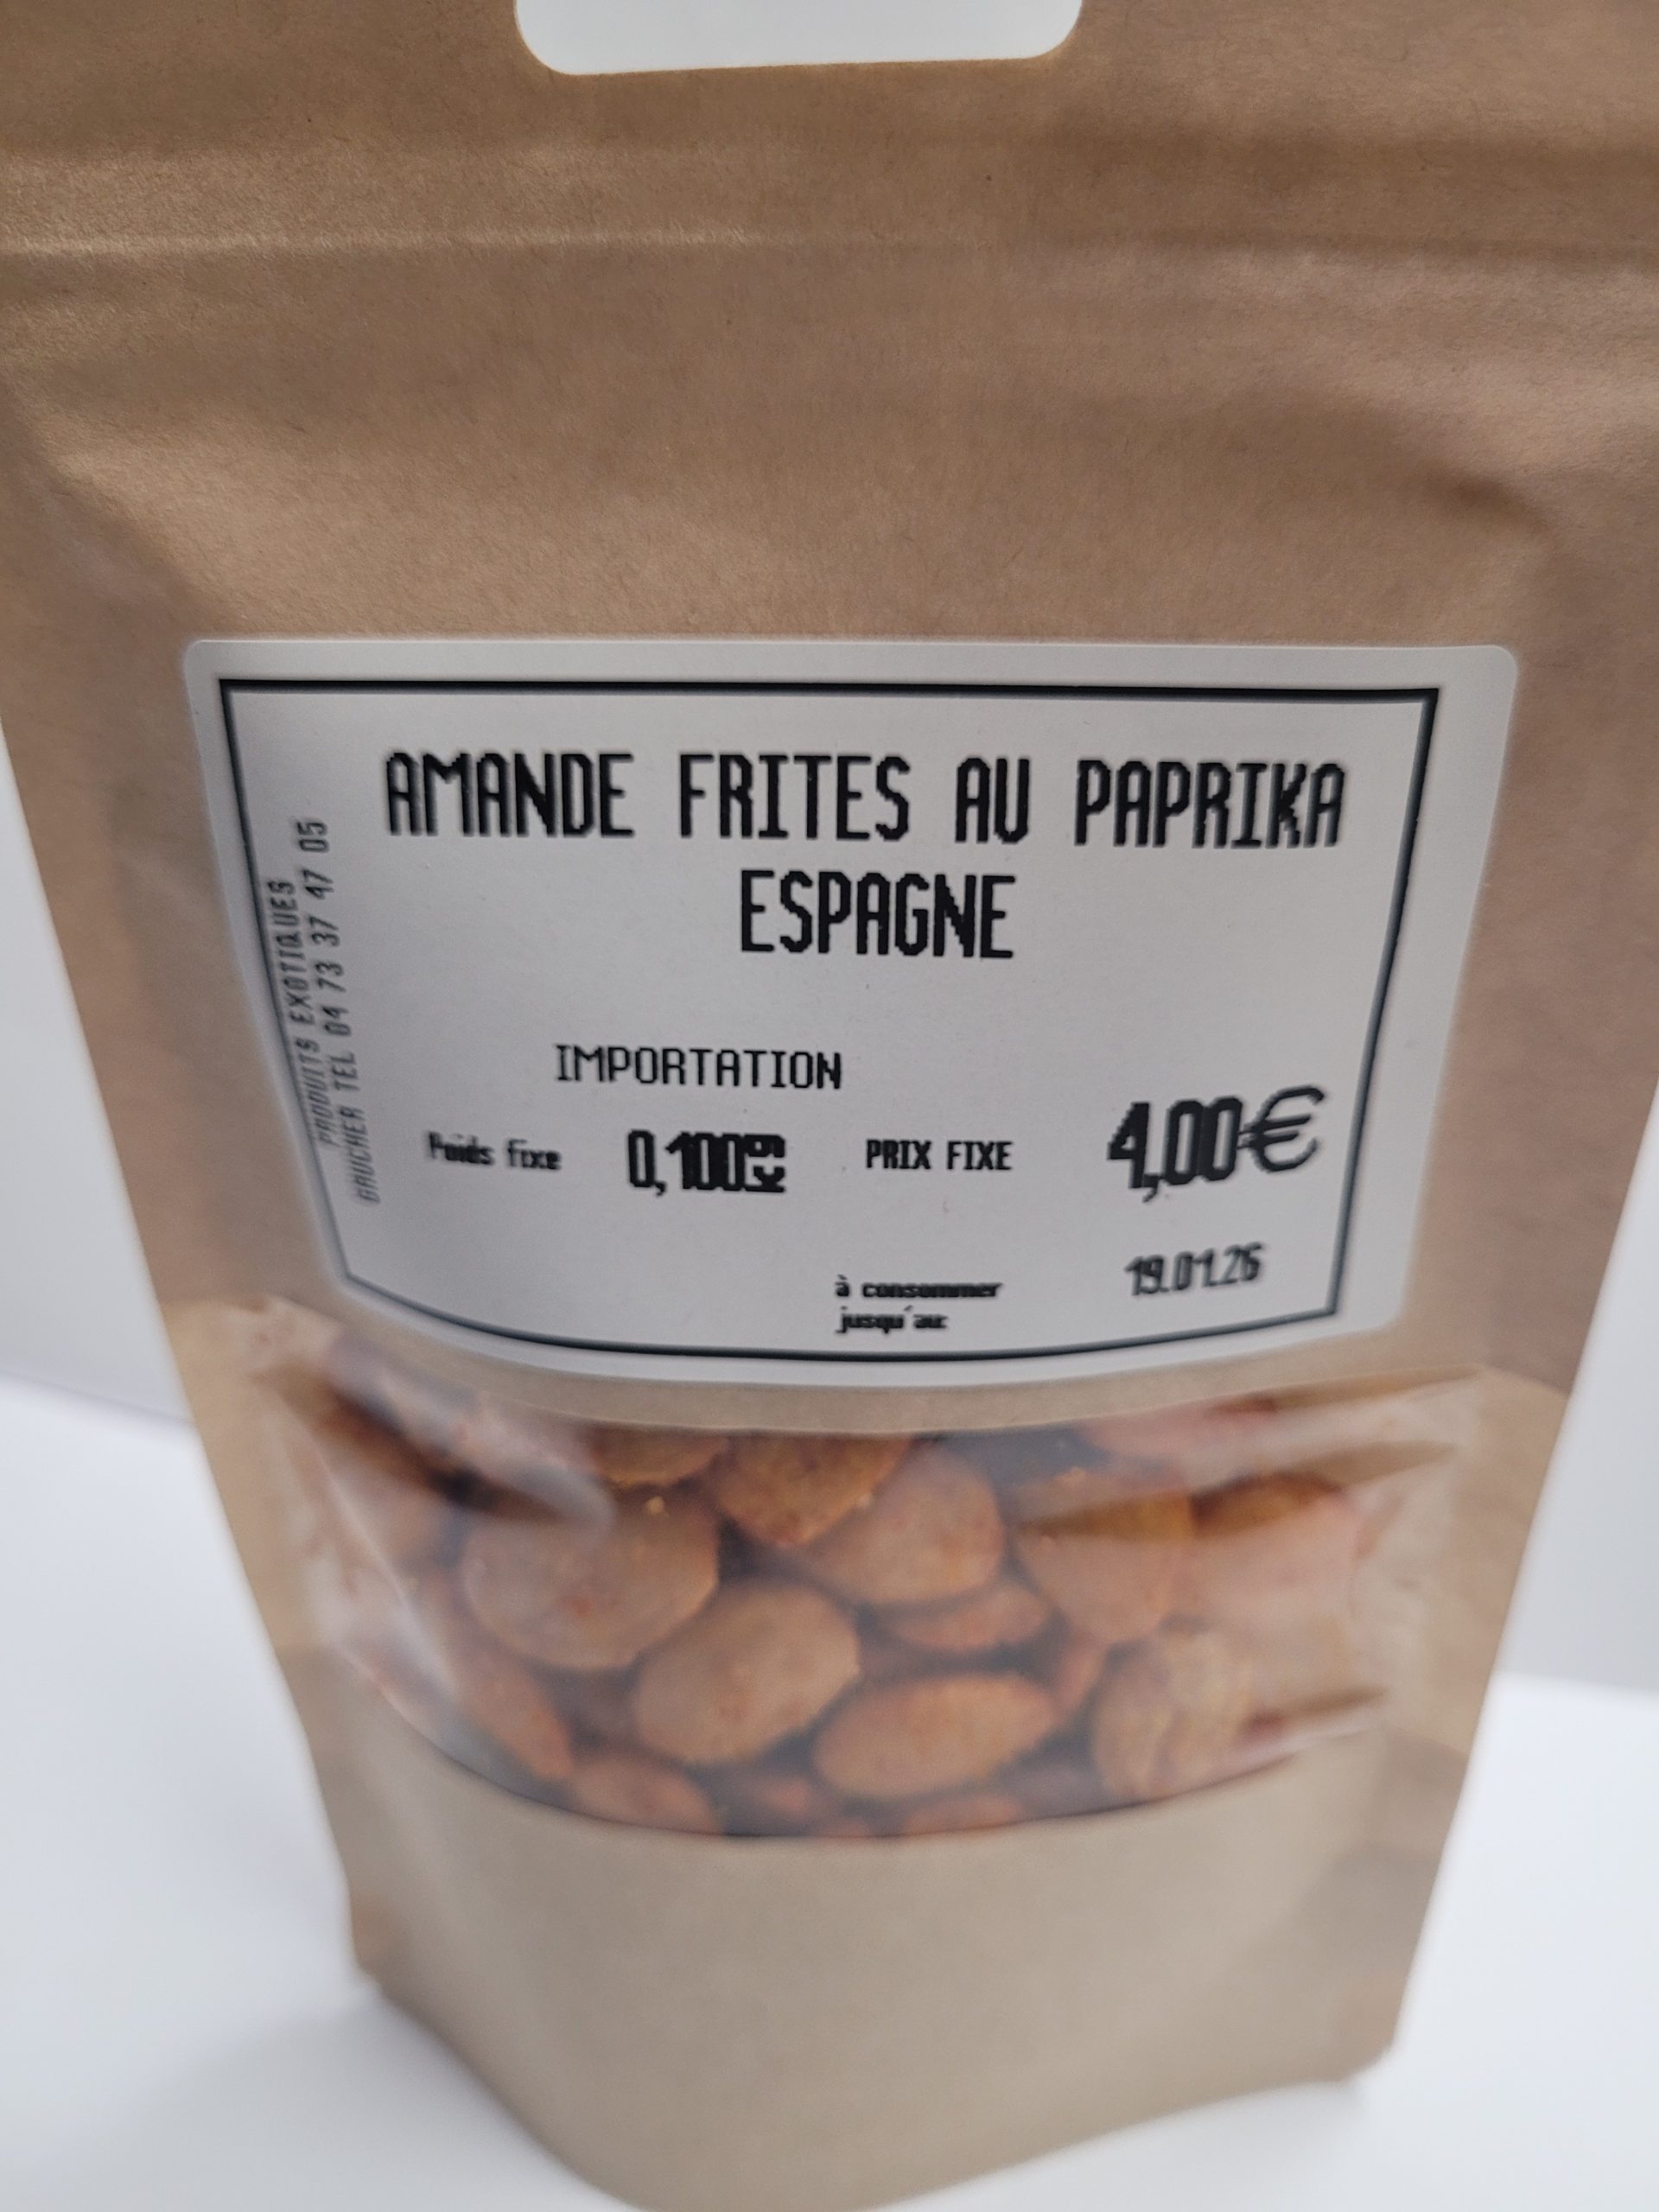 AMANDE FRITES AU PAPRIKA
ESPAGNE
PRODUITS EXOTIQUES
GAUCHER TEL 04 73 37 47 05
IMPORTATION
Poids fixe 0,100kg PRIX FIXE 4,00€
à consommer 19.01.26
jusqu'au: